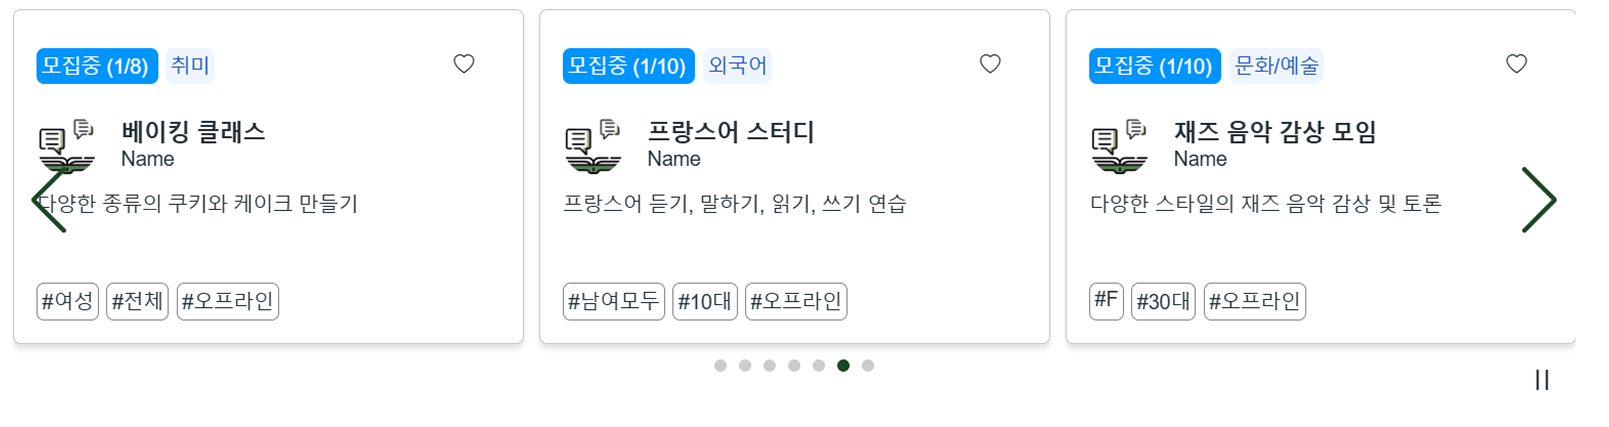 모집중 (1/8) 취미
베이킹 클래스
Name
다양한 종류의 쿠키와 케이크 만들기
#여성 #전체 #오프라인
모집중 (1/10) 외국어
프랑스어 스터디
Name
프랑스어 듣기, 말하기, 읽기, 쓰기 연습
#남여모두 #10대 #오프라인
모집중 (1/10) 문화/예술
재즈 음악 감상 모임
Name
다양한 스타일의 재즈 음악 감상 및 토론
#F #30대 #오프라인